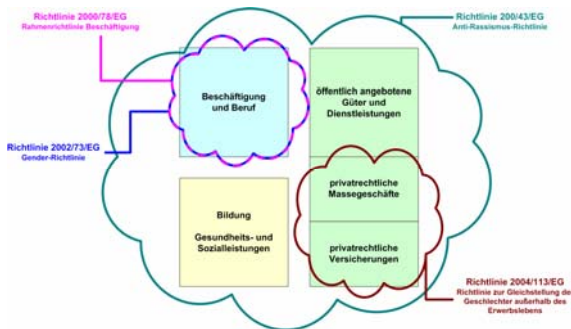 Richtlinie 2000/78/EG
Rahmenrichtlinie Beschäftigung
Richtlinie 200/43/EG
Anti-Rassismus-Richtlinie
Beschäftigung
und Beruf
öffentlich angebotene
Güter und
Dienstleistungen
Richtlinie 2002/73/EG
Gender-Richtlinie
privatrechtliche
Massegeschäfte
Bildung
Gesundheits- und
Sozialleistungen
privatrechtliche
Versicherungen
Richtlinie 2004/113/EG
Richtlinie zur Gleichstellung de
Geschlechter außerhalb des
Erwerbslebens